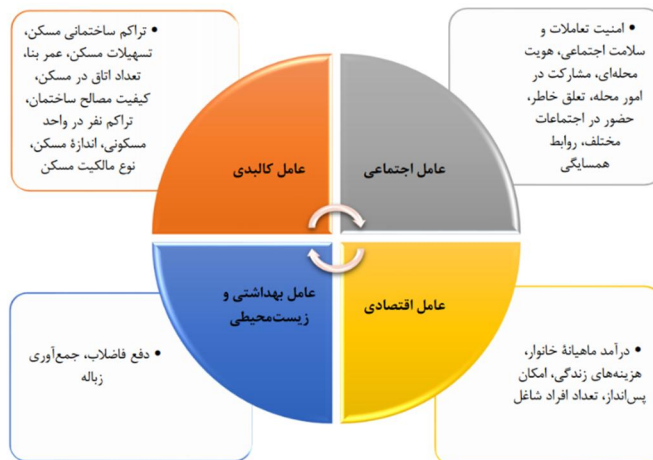 • امنیت تعاملات و
سلامت اجتماعی، هویت
محله‌ای، مشارکت در
امور محله، تعلق خاطر،
حضور در اجتماعات
مختلف، روابط
همسایگی
تراکم ساختمانی مسکن،
تسهیلات مسکن، عمر بنا،
تعداد اتاق در مسکن،
کیفیت مصالح ساختمان،
تراکم نفر در واحد
مسکونی، اندازهٔ مسکن،
نوع مالکیت مسکن
عامل اجتماعی
عامل کالبدی
عامل اقتصادی
عامل بهداشتی و
زیست‌محیطی
• درآمد ماهیانهٔ خانوار،
هزینه‌های زندگی، امکان
پس‌انداز، تعداد افراد شاغل
• دفع فاضلاب، جمع‌آوری
زباله